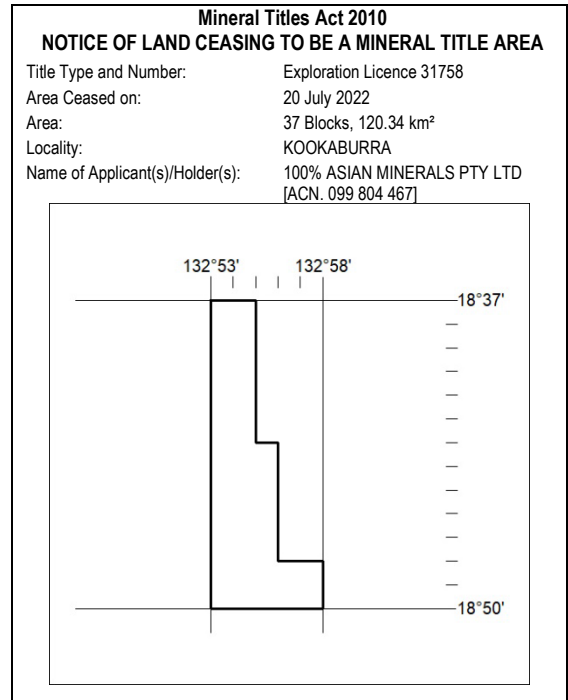 Mineral Titles Act 2010
NOTICE OF LAND CEASING TO BE A MINERAL TITLE AREA
Title Type and Number: Exploration Licence 31758
Area Ceased on: 20 July 2022
Area: 37 Blocks, 120.34 km²
Locality: KOOKABURRA
Name of Applicant(s)/Holder(s): 100% ASIAN MINERALS PTY LTD
[ACN. 099 804 467]
132°53' 132°58'
18°37'
18°50'